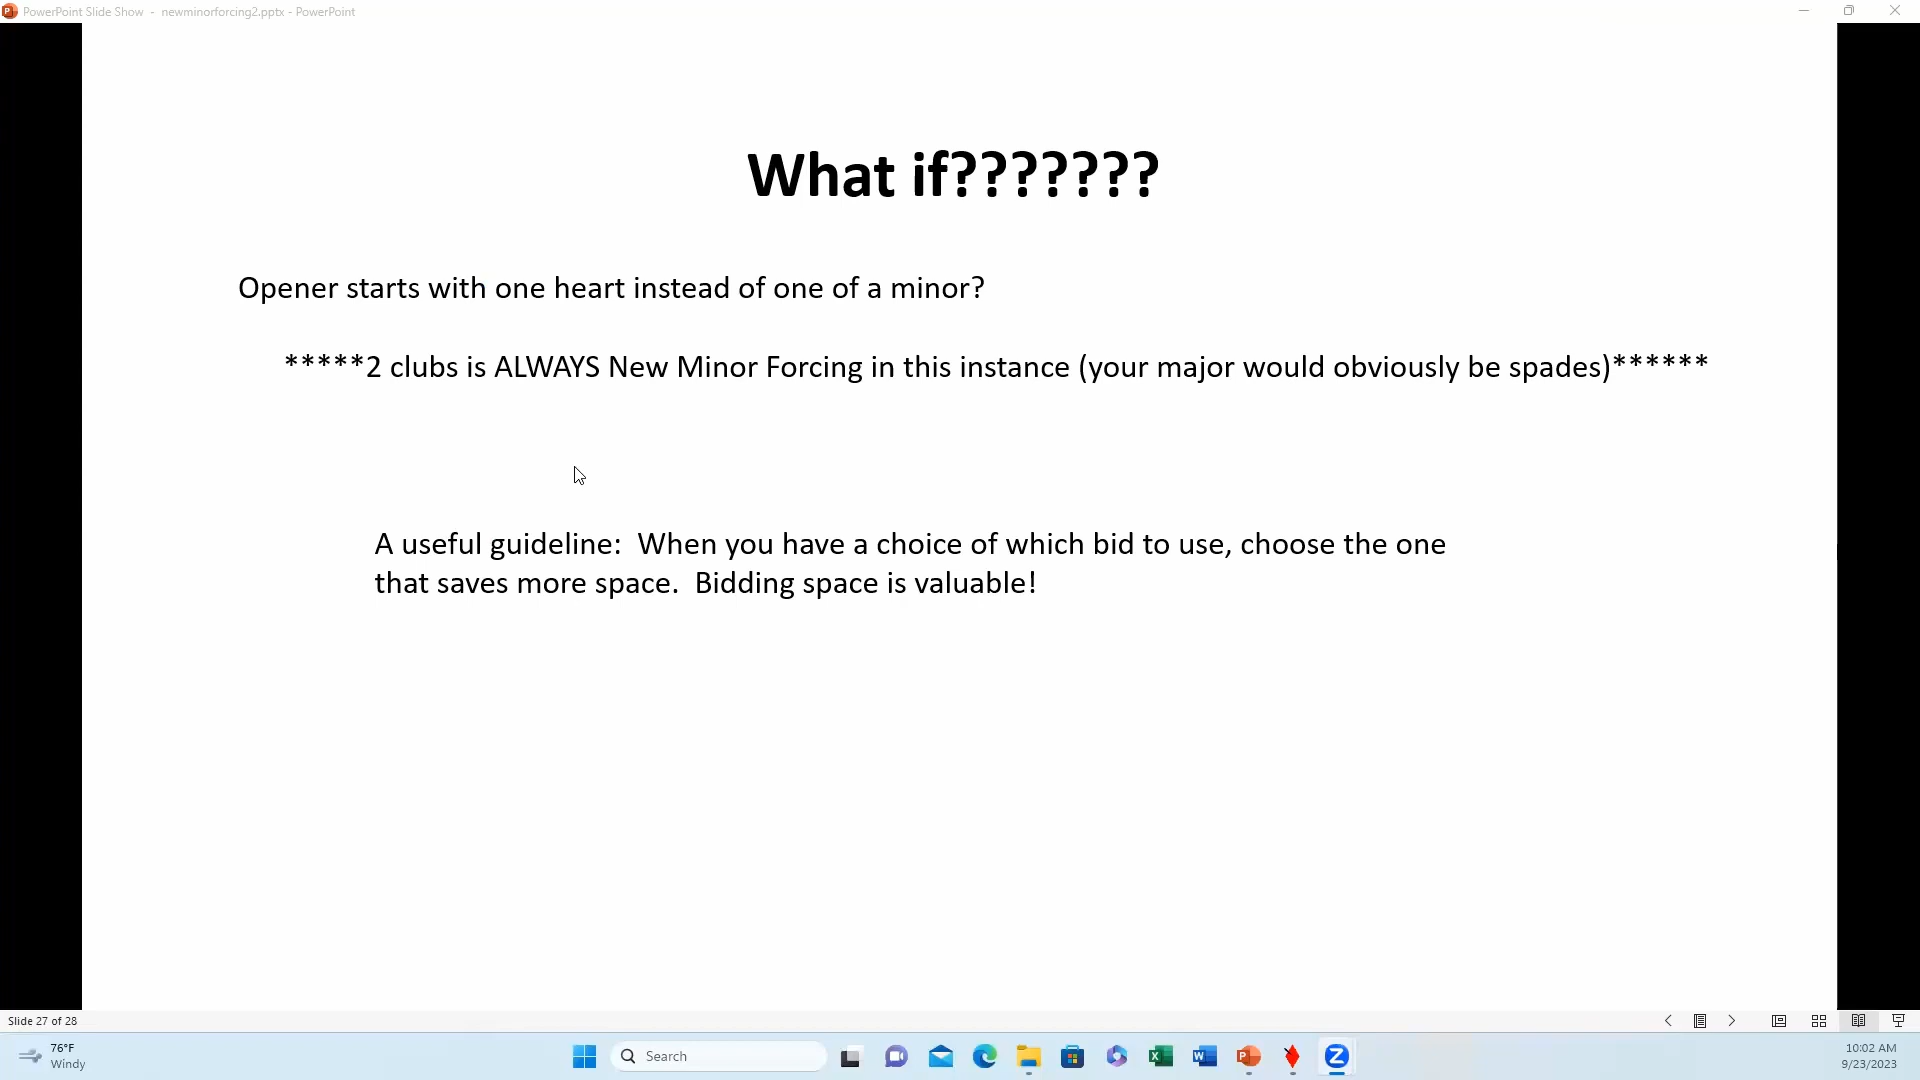 PowerPoint Slide Show - newminorforcing2.pptx - PowerPoint
What if???????
Opener starts with one heart instead of one of a minor?
*****2 clubs is ALWAYS New Minor Forcing in this instance (your major would obviously be spades)******
A useful guideline:  When you have a choice of which bid to use, choose the one
that saves more space.  Bidding space is valuable!
Slide 27 of 28
76°F
Windy
Search
10:02 AM
9/23/2023